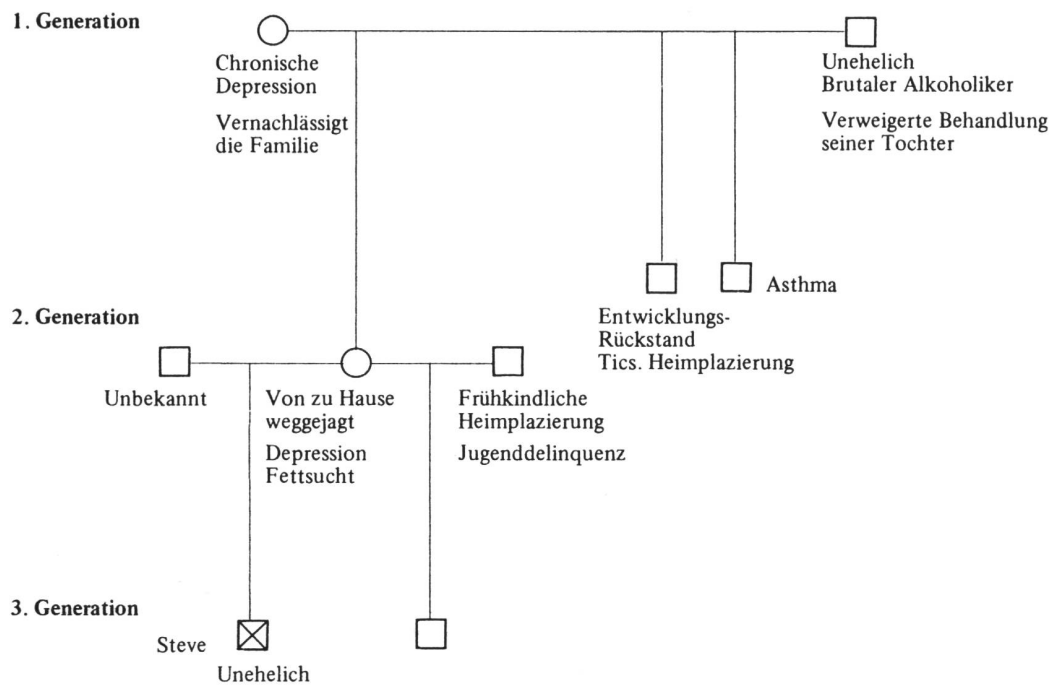 1. Generation
Chronische
Depression
Vernachlässigt
die Familie
Unehelich
Brutaler Alkoholiker
Verweigerte Behandlung
seiner Tochter
Asthma
Entwicklungs-
Rückstand
Tics. Heimplazierung
2. Generation
Unbekannt
Von zu Hause
weggejagt
Depression
Fettsucht
Frühkindliche
Heimplazierung
Jugenddelinquenz
3. Generation
Steve
Unehelich